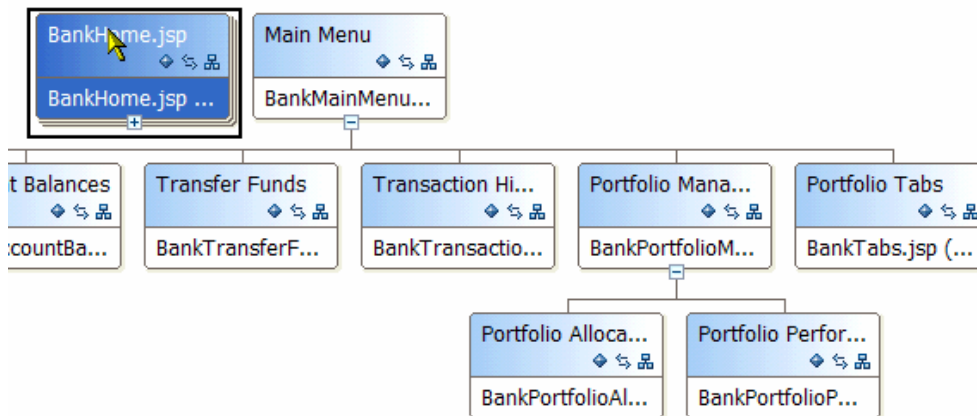 BankHome.jsp
BankHome.jsp ...
Main Menu
BankMainMenu...
t Balances
ccountBa...
Transfer Funds
BankTransferF...
Transaction Hi...
BankTransactio...
Portfolio Mana...
BankPortfolioM...
Portfolio Tabs
BankTabs.jsp (...
Portfolio Alloca...
BankPortfolioAl...
Portfolio Perfor...
BankPortfolioP...